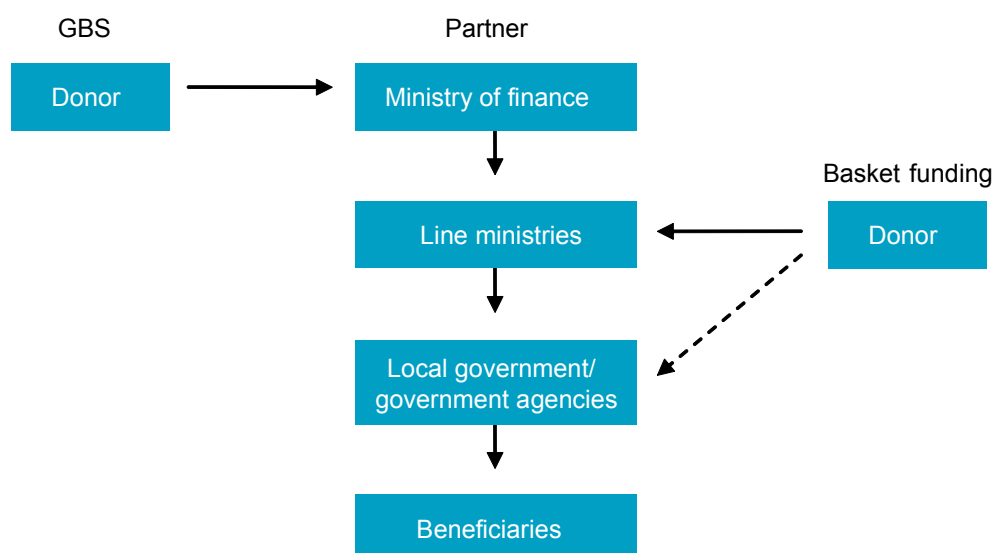 GBS
Partner
Donor
Ministry of finance
Basket funding
Line ministries
Donor
Local government/
government agencies
Beneficiaries